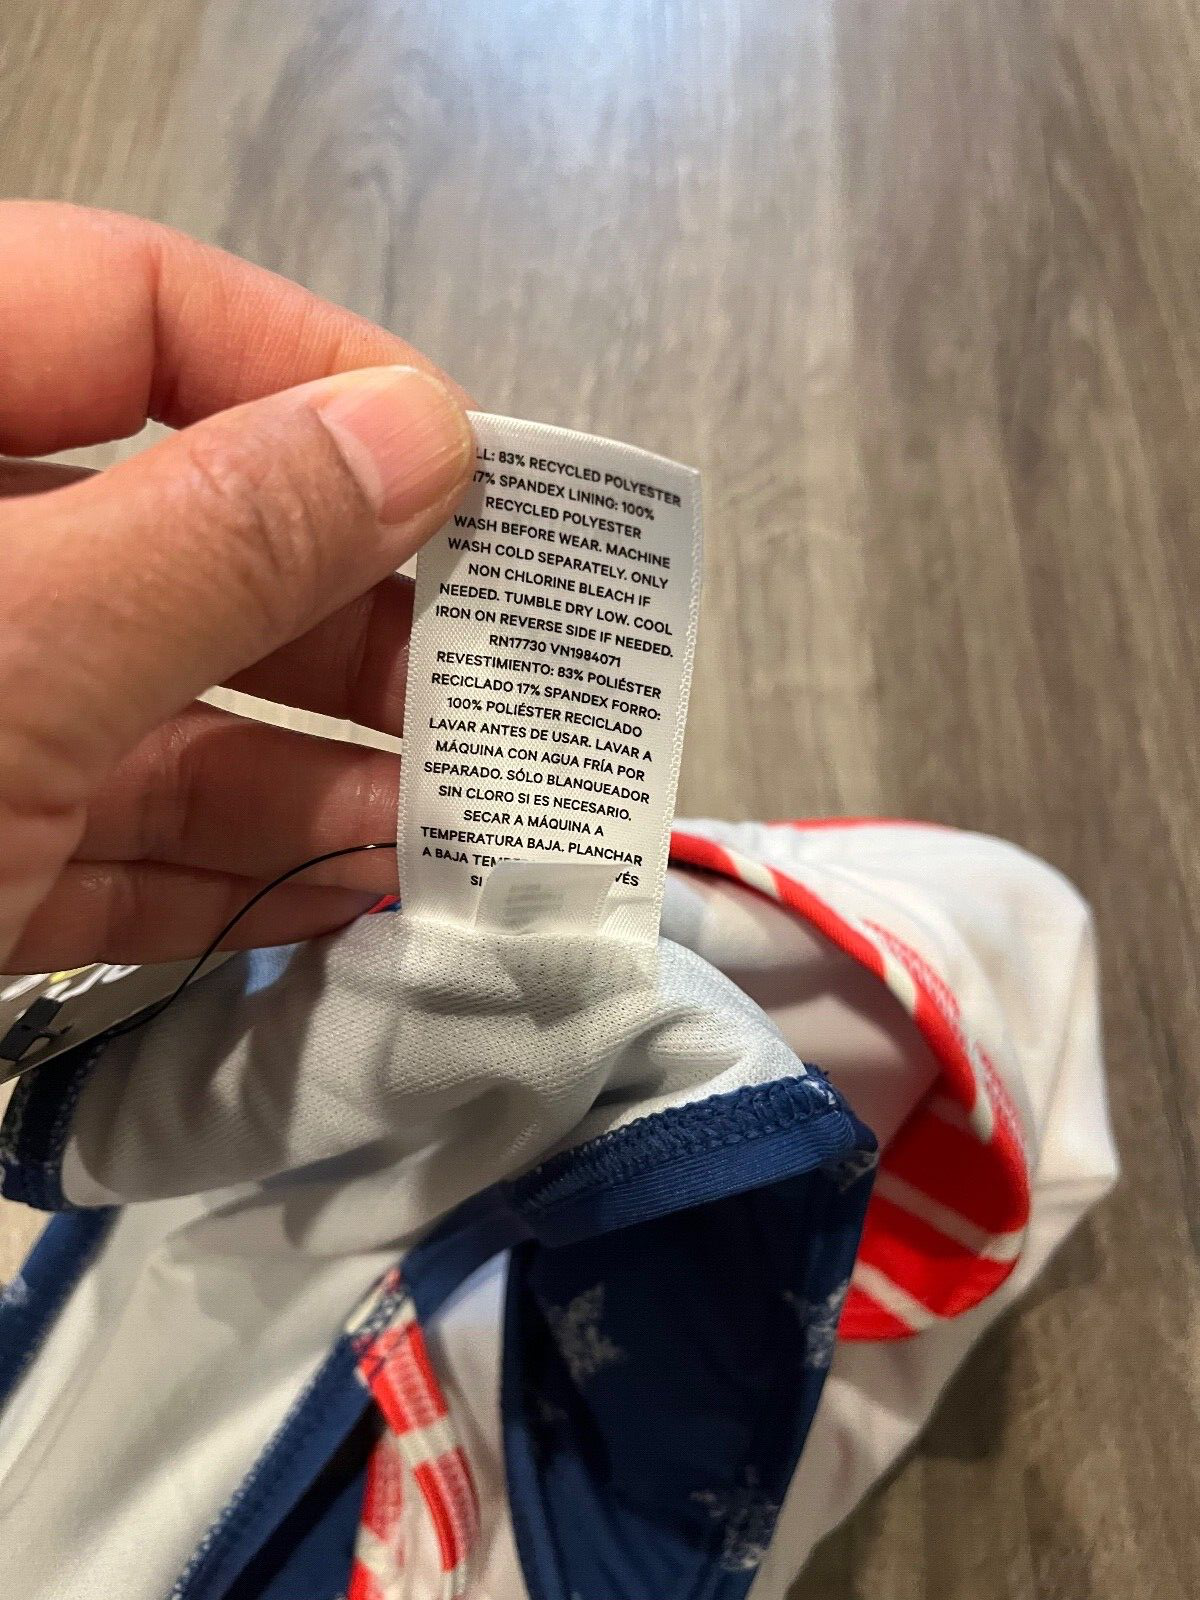 LL: 83% RECYCLED POLYESTER
17% SPANDEX LINING: 100%
RECYCLED POLYESTER
WASH BEFORE WEAR. MACHINE
WASH COLD SEPARATELY. ONLY
NON CHLORINE BLEACH IF
NEEDED. TUMBLE DRY LOW. COOL
IRON ON REVERSE SIDE IF NEEDED.
RN17730 VN1984071
REVESTIMIENTO: 83% POLIÉSTER
RECICLADO 17% SPANDEX FORRO:
100% POLIÉSTER RECICLADO
LAVAR ANTES DE USAR. LAVAR A
MÁQUINA CON AGUA FRÍA POR
SEPARADO. SÓLO BLANQUEADOR
SIN CLORO SI ES NECESARIO.
SECAR A MÁQUINA A
TEMPERATURA BAJA. PLANCHAR
A BAJA TEMP VÉS
SI